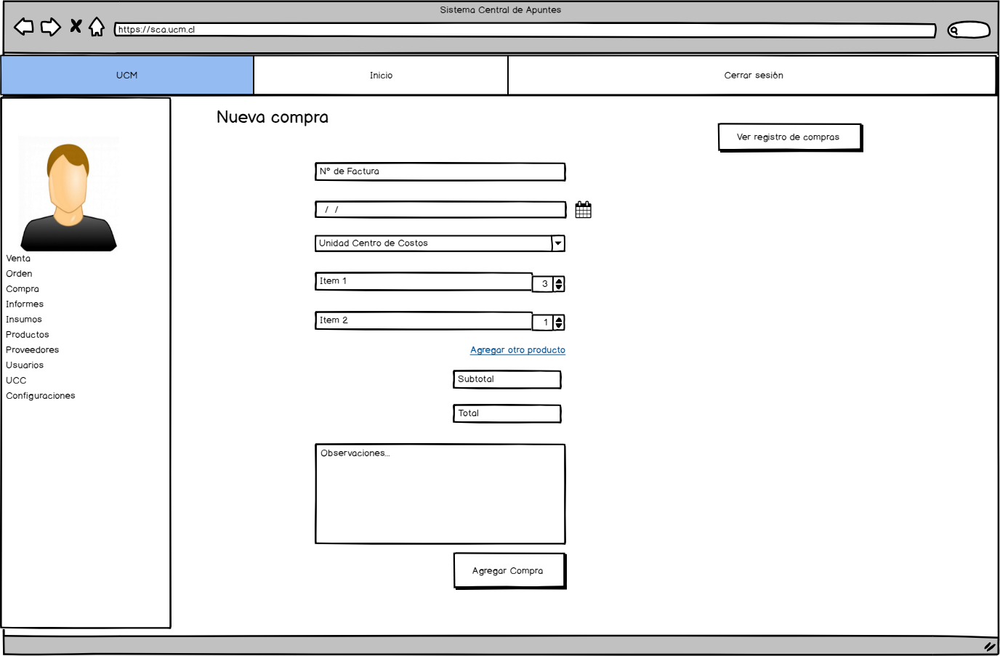 Sistema Central de Apuntes
https://sca.ucm.cl
UCM
Inicio
Cerrar sesión
Nueva compra
Ver registro de compras
N° de Factura
/ /
Unidad Centro de Costos
Item 1
3
Item 2
1
Agregar otro producto
Subtotal
Total
Observaciones...
Agregar Compra
Venta
Orden
Compra
Informes
Insumos
Productos
Proveedores
Usuarios
UCC
Configuraciones